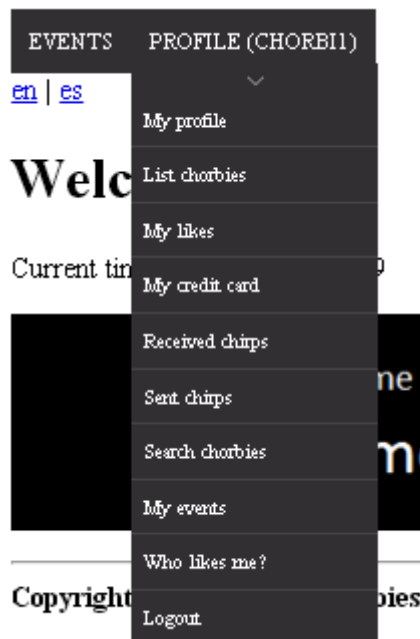 EVENTS PROFILE (CHORBI1)
en | es
My profile
List chorbies
My likes
My credit card
Received chirps
Sent chirps
Search chorbies
My events
Who likes me?
Logout
Welc
Current tin 9
me
m
Copyright bies